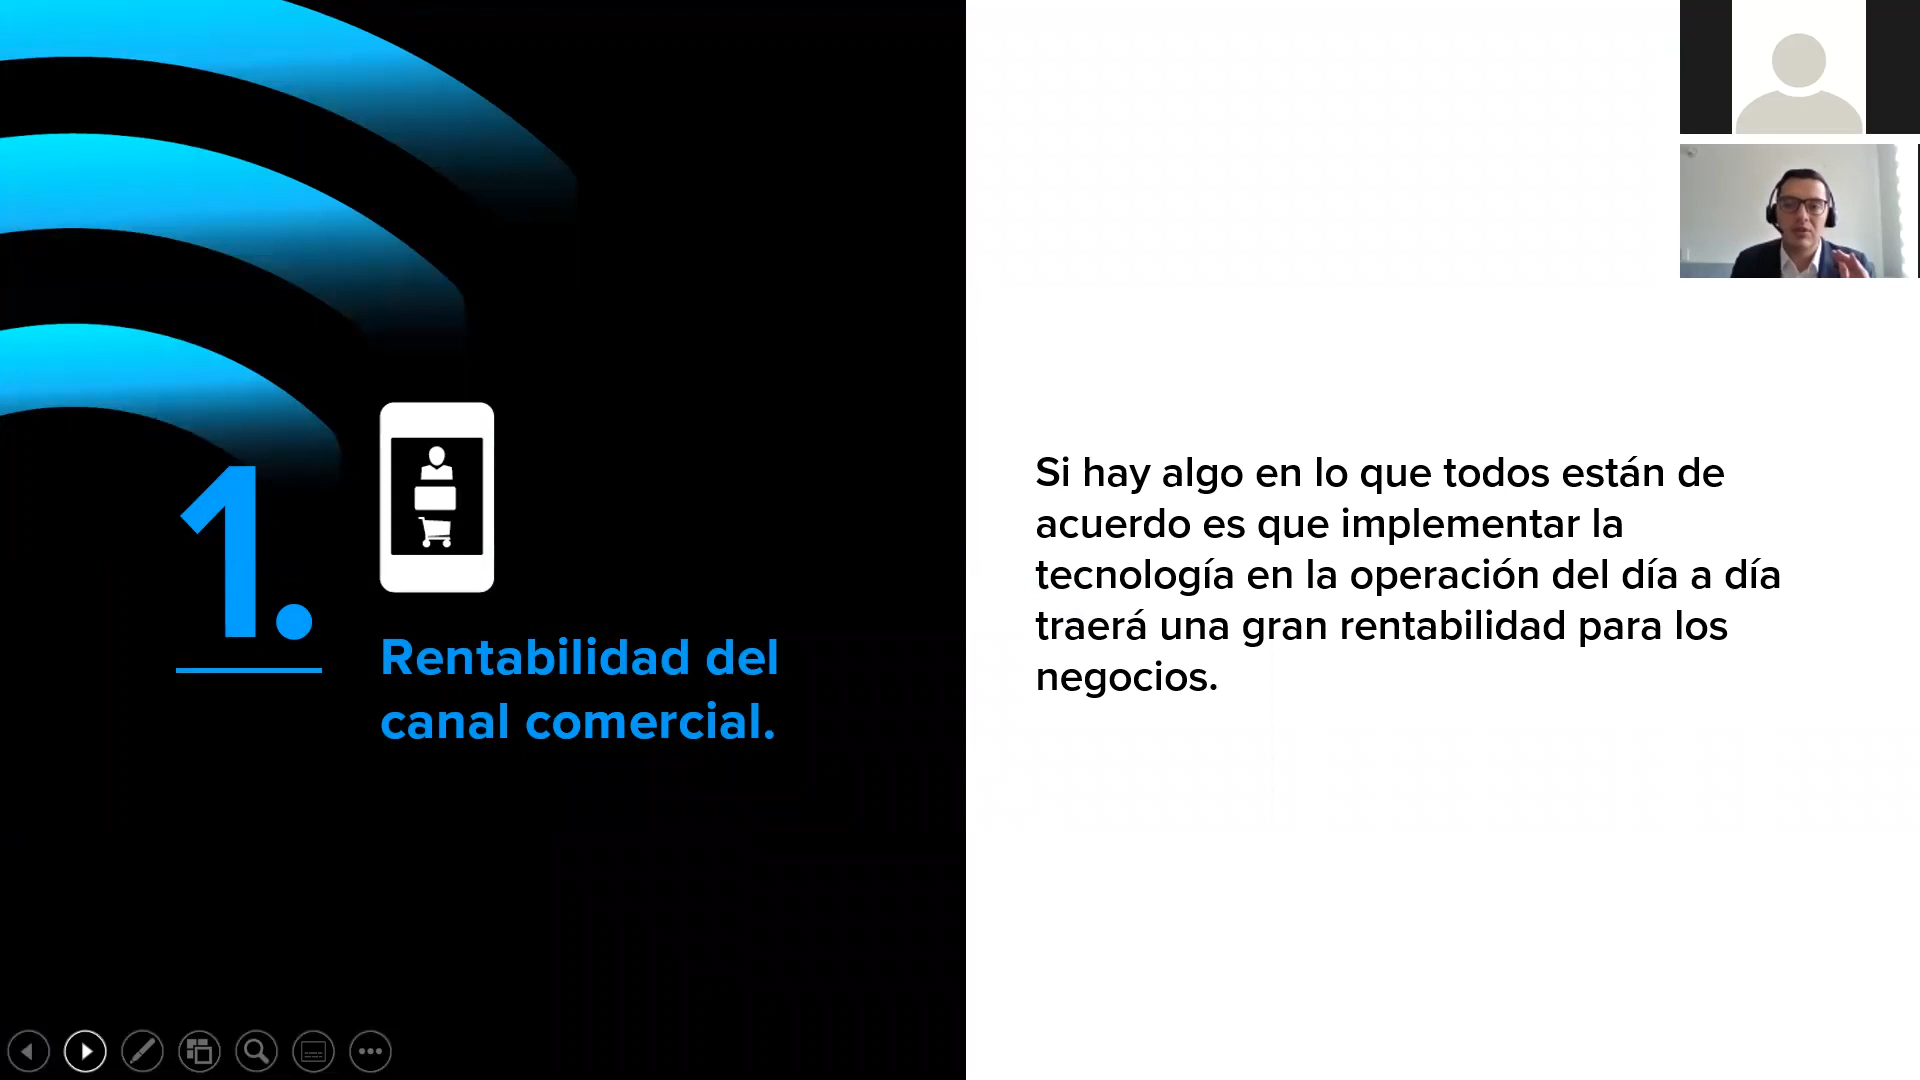 1.
Rentabilidad del
canal comercial.
Si hay algo en lo que todos están de
acuerdo es que implementar la
tecnología en la operación del día a día
traerá una gran rentabilidad para los
negocios.